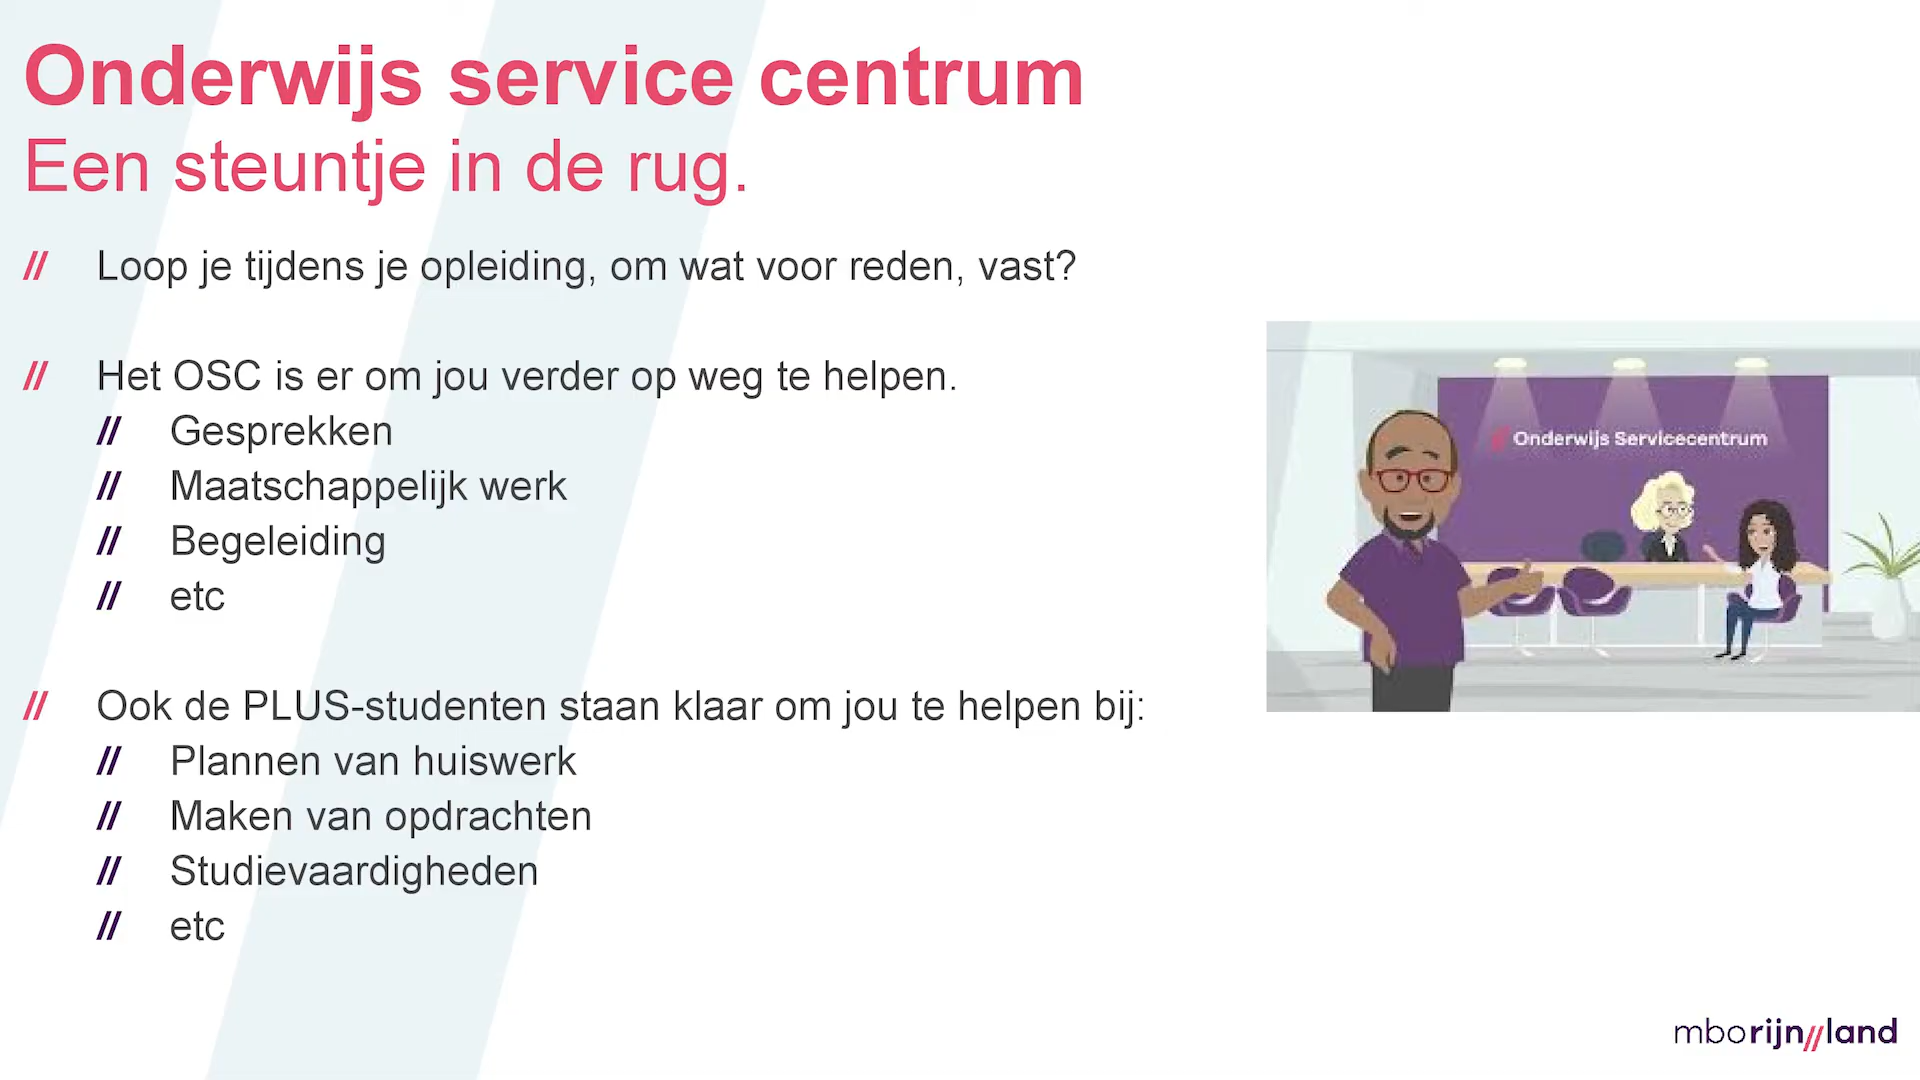 Onderwijs service centrum
Een steuntje in de rug.
// Loop je tijdens je opleiding, om wat voor reden, vast?
// Het OSC is er om jou verder op weg te helpen.
// Gesprekken
// Maatschappelijk werk
// Begeleiding
// etc
// Ook de PLUS-studenten staan klaar om jou te helpen bij:
// Plannen van huiswerk
// Maken van opdrachten
// Studievaardigheden
// etc
Onderwijs Servicecentrum
mborijn//land